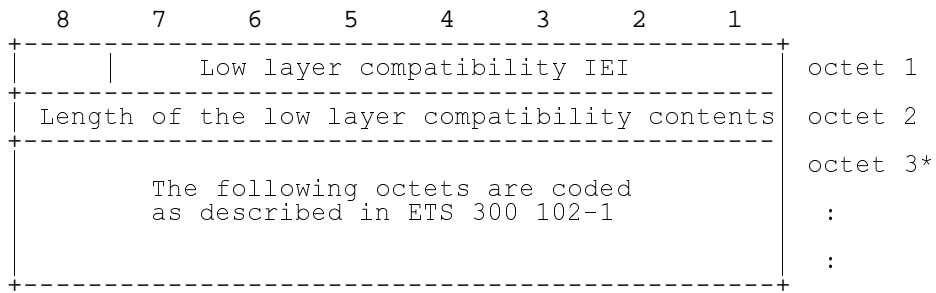 8 7 6 5 4 3 2 1
Low layer compatibility IEI octet 1
Length of the low layer compatibility contents octet 2
octet 3*
The following octets are coded
as described in ETS 300 102-1 :
: